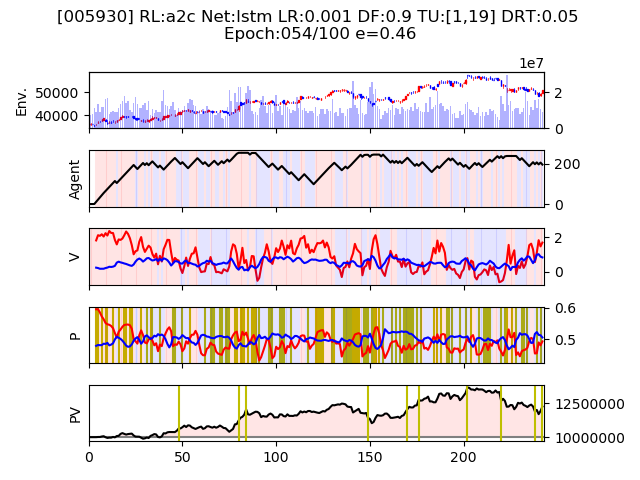 [005930] RL:a2c Net:lstm LR:0.001 DF:0.9 TU:[1,19] DRT:0.05
Epoch:054/100 e=0.46
1e7
Env.
50000
40000
2
0
Agent
200
0
V
2
0
P
0.6
0.5
PV
12500000
10000000
0 50 100 150 200